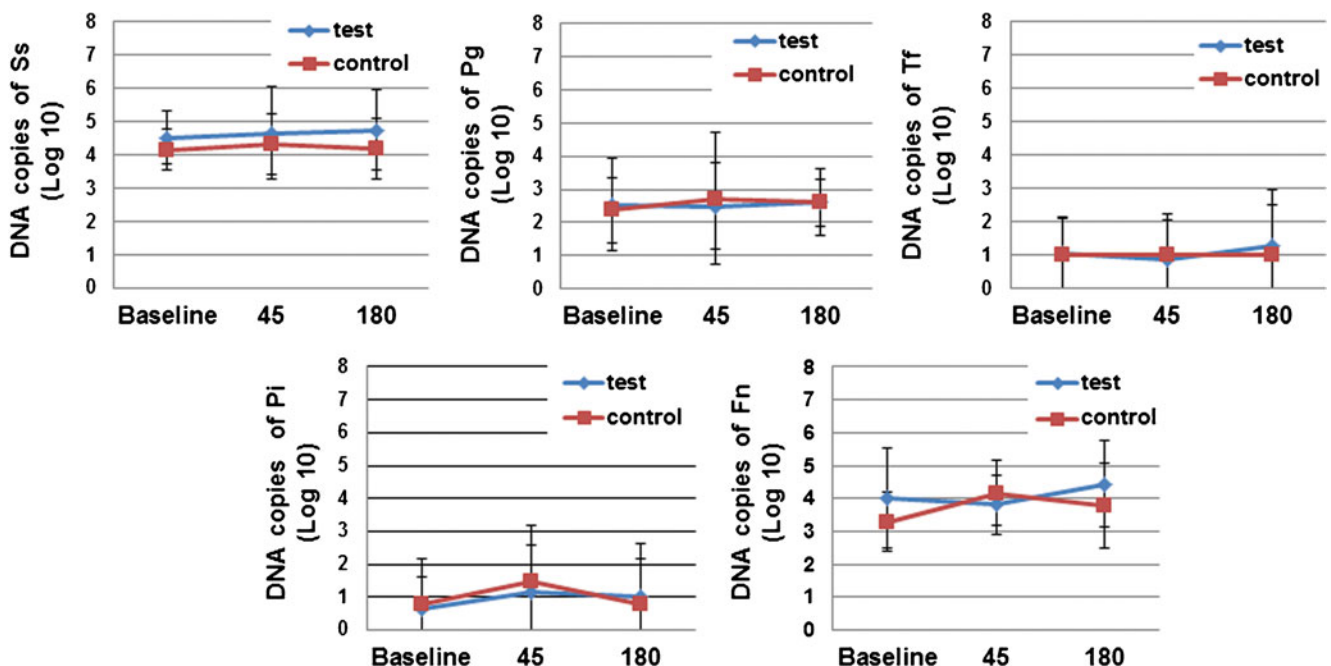 DNA copies of Ss
(Log 10)
8
7
6
5
4
3
2
1
0
test
control
Baseline 45 180
DNA copies of Pg
(Log 10)
8
7
6
5
4
3
2
1
0
test
control
Baseline 45 180
DNA copies of Tf
(Log 10)
8
7
6
5
4
3
2
1
0
test
control
Baseline 45 180
DNA copies of Pi
(Log 10)
8
7
6
5
4
3
2
1
0
test
control
Baseline 45 180
DNA copies of Fn
(Log 10)
8
7
6
5
4
3
2
1
0
test
control
Baseline 45 180